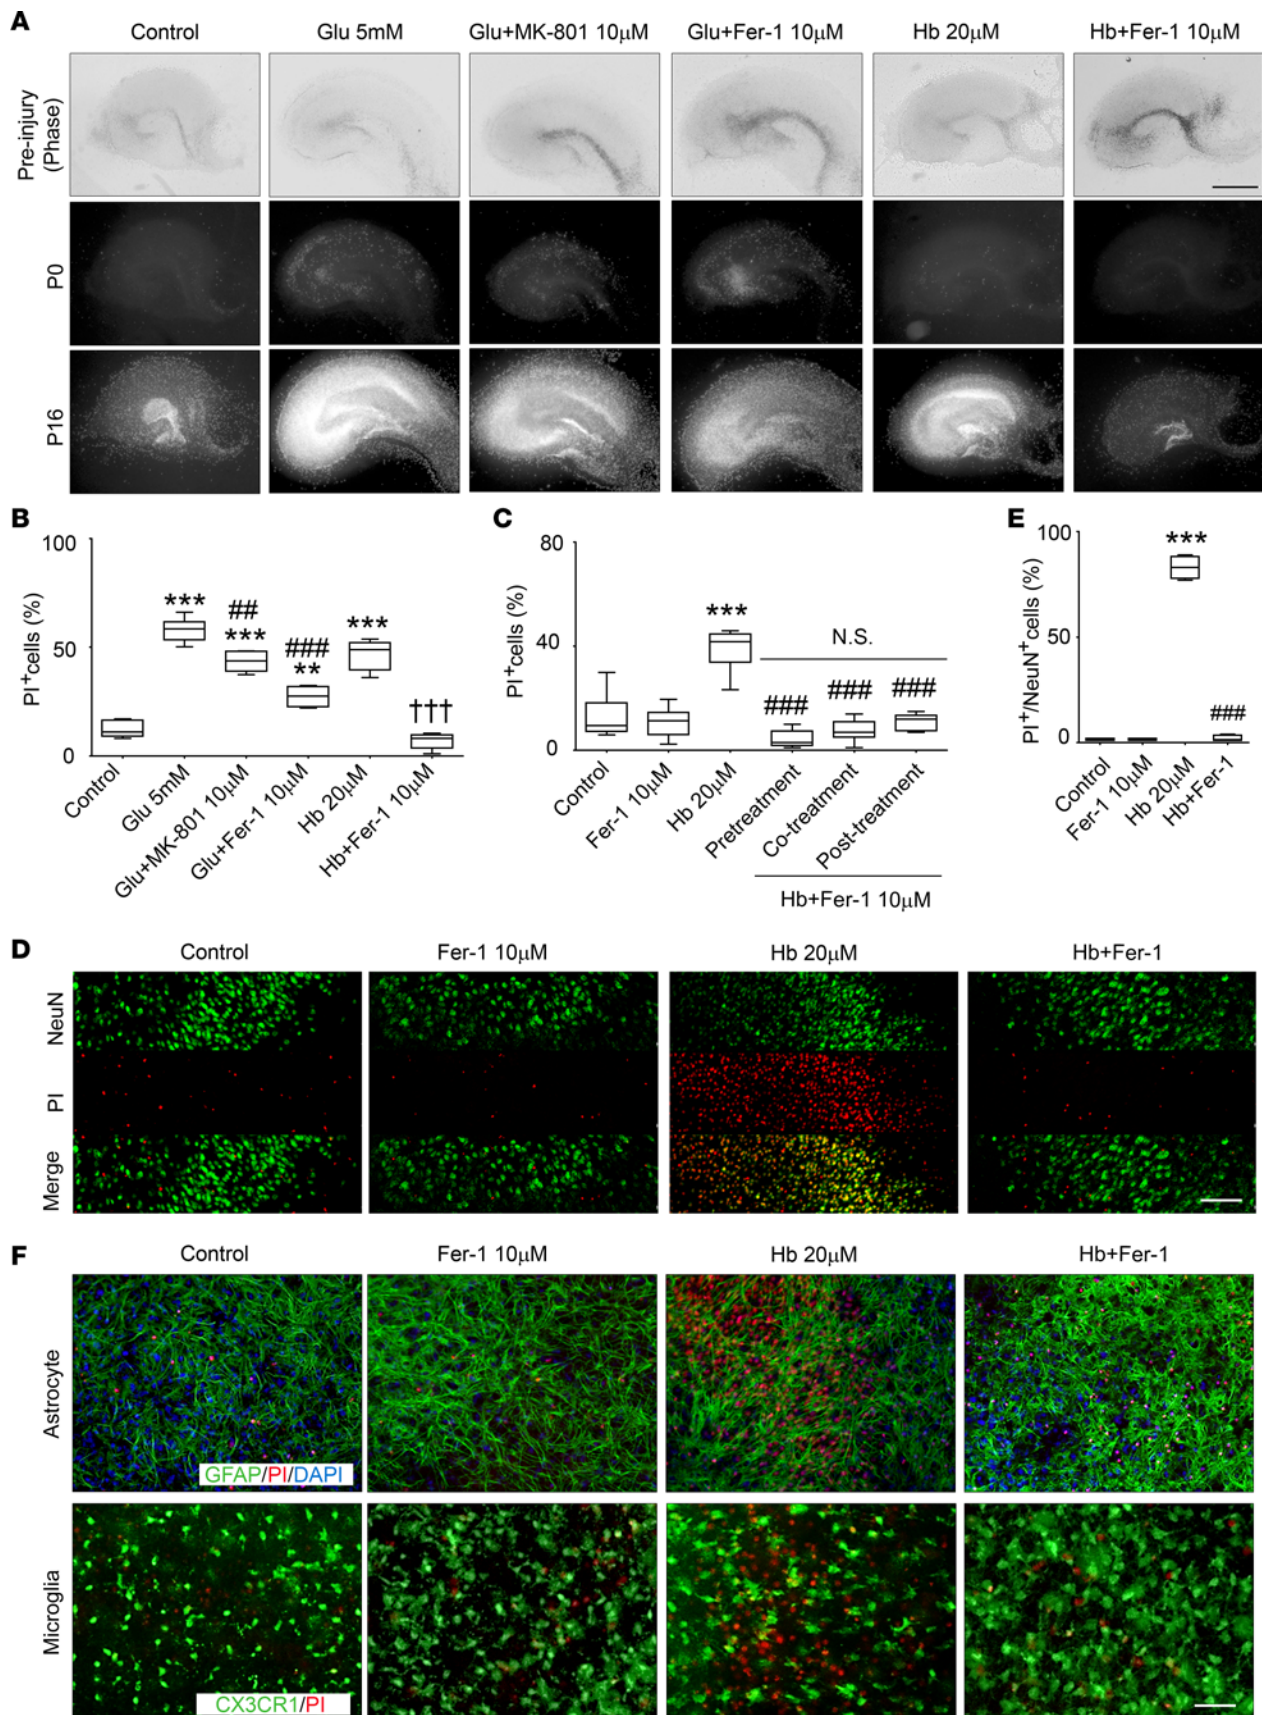 A
Control
Glu 5mM
Glu+MK-801 10μM
Glu+Fer-1 10μM
Hb 20μM
Hb+Fer-1 10μM
Pre-injury
(Phase)
P0
P16
B
PI+cells (%)
100
50
0
***
##
***
###
**
***
†††
Control
Glu 5mM
Glu+MK-801 10μM
Glu+Fer-1 10μM
Hb 20μM
Hb+Fer-1 10μM
C
PI+cells (%)
80
40
0
***
N.S.
###
###
###
Control
Fer-1 10μM
Hb 20μM
Pretreatment
Co-treatment
Post-treatment
Hb+Fer-1 10μM
E
PI+/NeuN+cells (%)
100
50
0
***
###
Control
Fer-1 10μM
Hb 20μM
Hb+Fer-1
D
Control
Fer-1 10μM
Hb 20μM
Hb+Fer-1
NeuN
PI
Merge
F
Control
Fer-1 10μM
Hb 20μM
Hb+Fer-1
Astrocyte
GFAP/PI/DAPI
Microglia
CX3CR1/PI